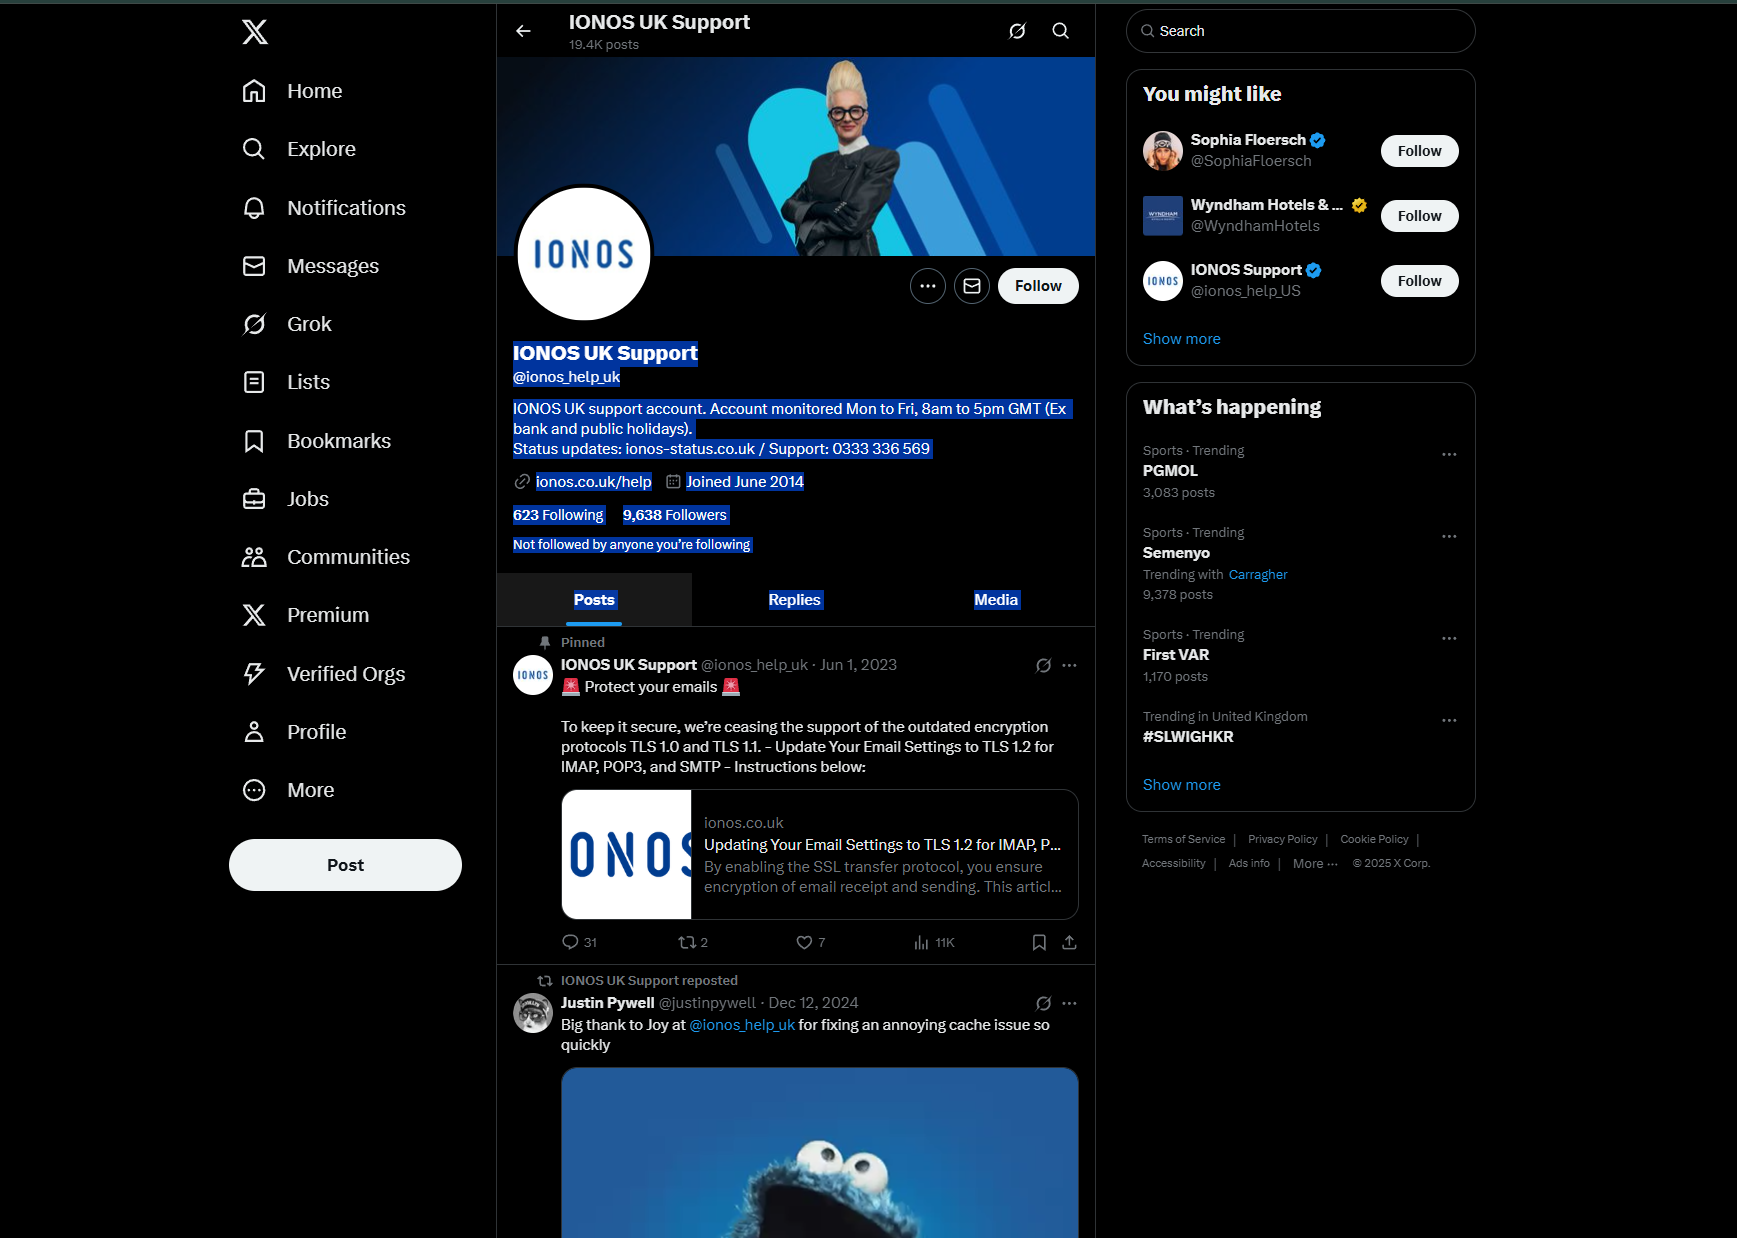 Home
Explore
Notifications
Messages
Grok
Lists
Bookmarks
Jobs
Communities
Premium
Verified Orgs
Profile
More
Post
IONOS UK Support
19.4K posts
IONOS
Follow
IONOS UK Support
@ionos_help_uk
IONOS UK support account. Account monitored Mon to Fri, 8am to 5pm GMT (Ex
bank and public holidays).
Status updates: ionos-status.co.uk / Support: 0333 336 569
ionos.co.uk/help Joined June 2014
623 Following 9,638 Followers
Not followed by anyone you’re following
Posts Replies Media
Pinned
IONOS
IONOS UK Support @ionos_help_uk · Jun 1, 2023
🚨 Protect your emails 🚨
To keep it secure, we’re ceasing the support of the outdated encryption
protocols TLS 1.0 and TLS 1.1. - Update Your Email Settings to TLS 1.2 for
IMAP, POP3, and SMTP - Instructions below:
ONOS
ionos.co.uk
Updating Your Email Settings to TLS 1.2 for IMAP, P...
By enabling the SSL transfer protocol, you ensure
encryption of email receipt and sending. This articl...
31 2 7 11K
IONOS UK Support reposted
Justin Pywell @justinpywell · Dec 12, 2024
Big thank to Joy at @ionos_help_uk for fixing an annoying cache issue so
quickly
Search
You might like
Sophia Floersch
@SophiaFloersch
Follow
WYNDHAM
Wyndham Hotels & ...
@WyndhamHotels
Follow
IONOS
IONOS Support
@ionos_help_US
Follow
Show more
What’s happening
Sports · Trending
PGMOL
3,083 posts
Sports · Trending
Semenyo
Trending with Carragher
9,378 posts
Sports · Trending
First VAR
1,170 posts
Trending in United Kingdom
#SLWIGHKR
Show more
Terms of Service | Privacy Policy | Cookie Policy |
Accessibility | Ads info | More ··· © 2025 X Corp.